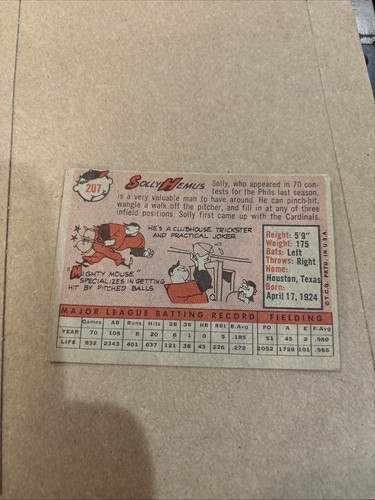 207
SOLLY HEMUS
Solly, who appeared in 70 con-
tests for the Phils last season,
is a very valuable man to have around. He can pinch-hit,
wangle a walk off the pitcher, and fill in at any of three
infield positions. Solly first came up with the Cardinals.
HE'S A CLUBHOUSE TRICKSTER
AND PRACTICAL JOKER
"MIGHTY MOUSE"
SPECIALIZES IN GETTING
HIT BY PITCHED BALLS
Height: 5'9"
Weight: 175
Bats: Left
Throws: Right
Home:
Houston, Texas
Born:
April 17, 1924
©T.C.G. PRTD. IN U.S.A.
MAJOR LEAGUE BATTING RECORD FIELDING
Games AB Runs Hits 2B 3B HR RBI B.Avg PO A E F.Avg
YEAR 70 108 8 20 6 1 0 5 .185 51 45 2 .980
LIFE 832 2343 401 637 121 38 43 226 .272 1052 1726 101 .965